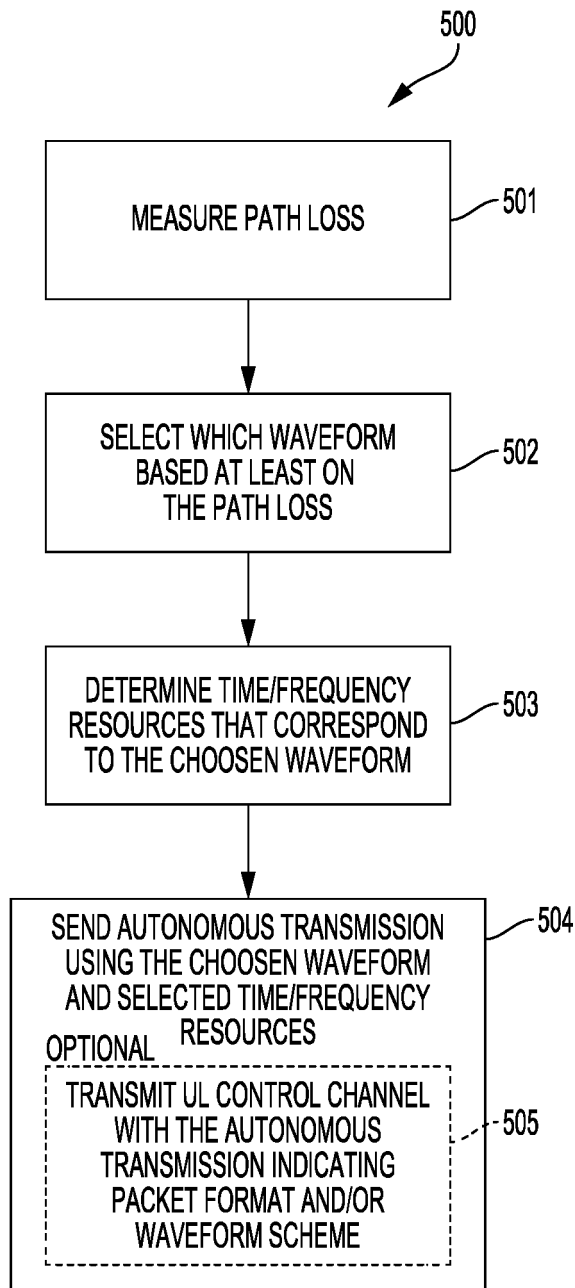 500
MEASURE PATH LOSS
501
SELECT WHICH WAVEFORM
BASED AT LEAST ON
THE PATH LOSS
502
DETERMINE TIME/FREQUENCY
RESOURCES THAT CORRESPOND
TO THE CHOOSEN WAVEFORM
503
SEND AUTONOMOUS TRANSMISSION
USING THE CHOOSEN WAVEFORM
AND SELECTED TIME/FREQUENCY
RESOURCES
504
OPTIONAL
TRANSMIT UL CONTROL CHANNEL
WITH THE AUTONOMOUS
TRANSMISSION INDICATING
PACKET FORMAT AND/OR
WAVEFORM SCHEME
505